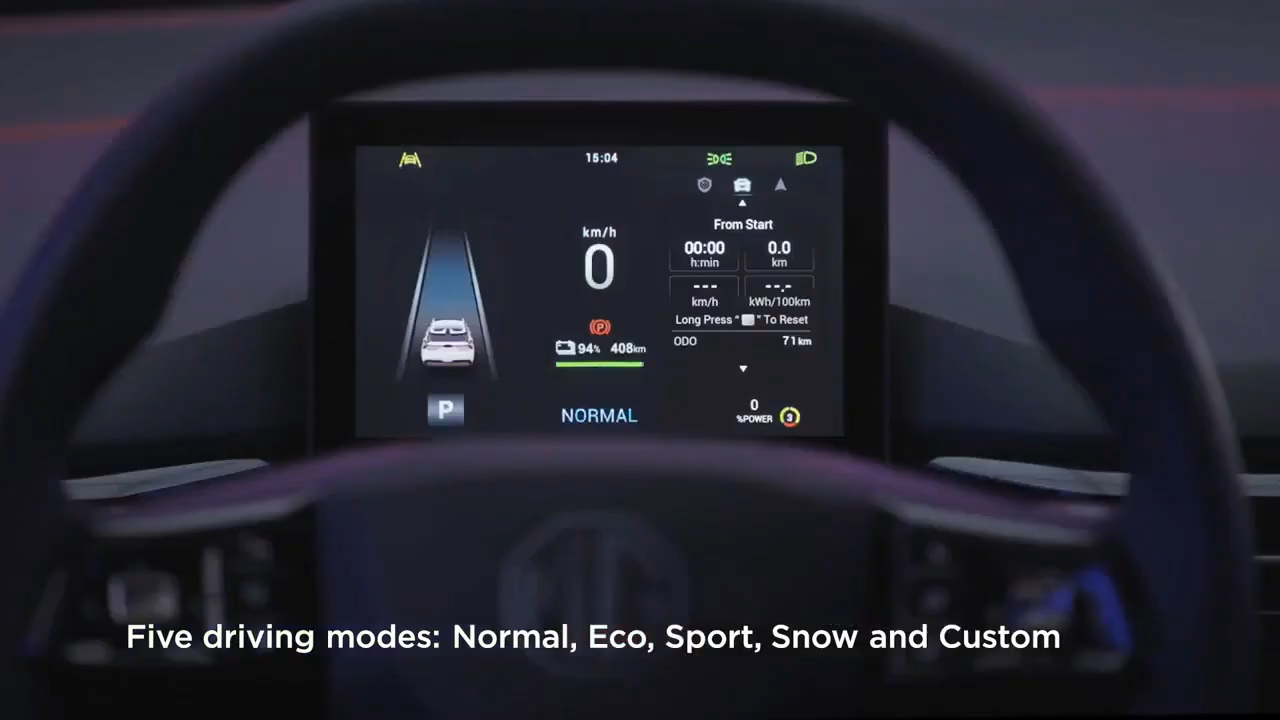 15:04
km/h
0
P
94% 408km
P
NORMAL
From Start
00:00 0.0
h:min km
--- --.-
km/h kWh/100km
Long Press “ ” To Reset
ODO 71 km
0
%POWER 3
MG
Five driving modes: Normal, Eco, Sport, Snow and Custom